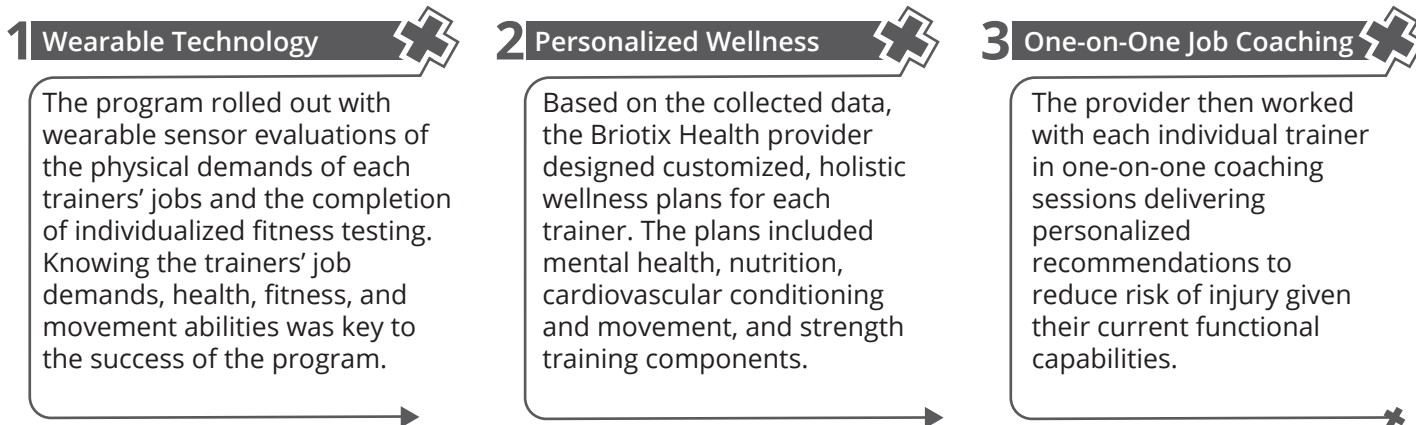 1 Wearable Technology
The program rolled out with
wearable sensor evaluations of
the physical demands of each
trainers’ jobs and the completion
of individualized fitness testing.
Knowing the trainers’ job
demands, health, fitness, and
movement abilities was key to
the success of the program.
2 Personalized Wellness
Based on the collected data,
the Briotix Health provider
designed customized, holistic
wellness plans for each
trainer. The plans included
mental health, nutrition,
cardiovascular conditioning
and movement, and strength
training components.
3 One-on-One Job Coaching
The provider then worked
with each individual trainer
in one-on-one coaching
sessions delivering
personalized
recommendations to
reduce risk of injury given
their current functional
capabilities.